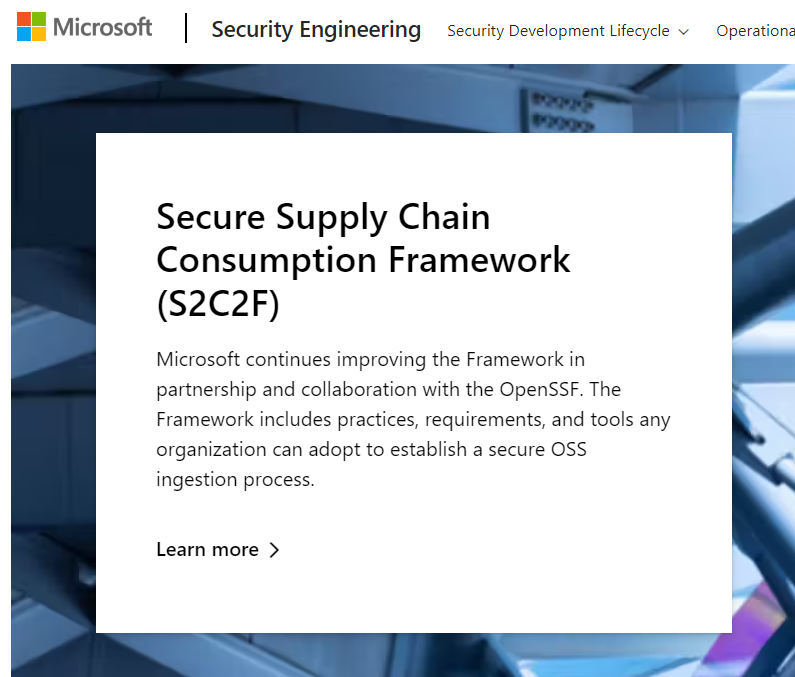 Microsoft | Security Engineering Security Development Lifecycle Operationa
Secure Supply Chain
Consumption Framework
(S2C2F)
Microsoft continues improving the Framework in
partnership and collaboration with the OpenSSF. The
Framework includes practices, requirements, and tools any
organization can adopt to establish a secure OSS
ingestion process.
Learn more